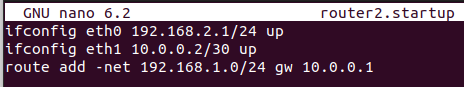 GNU nano 6.2 router2.startup
ifconfig eth0 192.168.2.1/24 up
ifconfig eth1 10.0.0.2/30 up
route add -net 192.168.1.0/24 gw 10.0.0.1